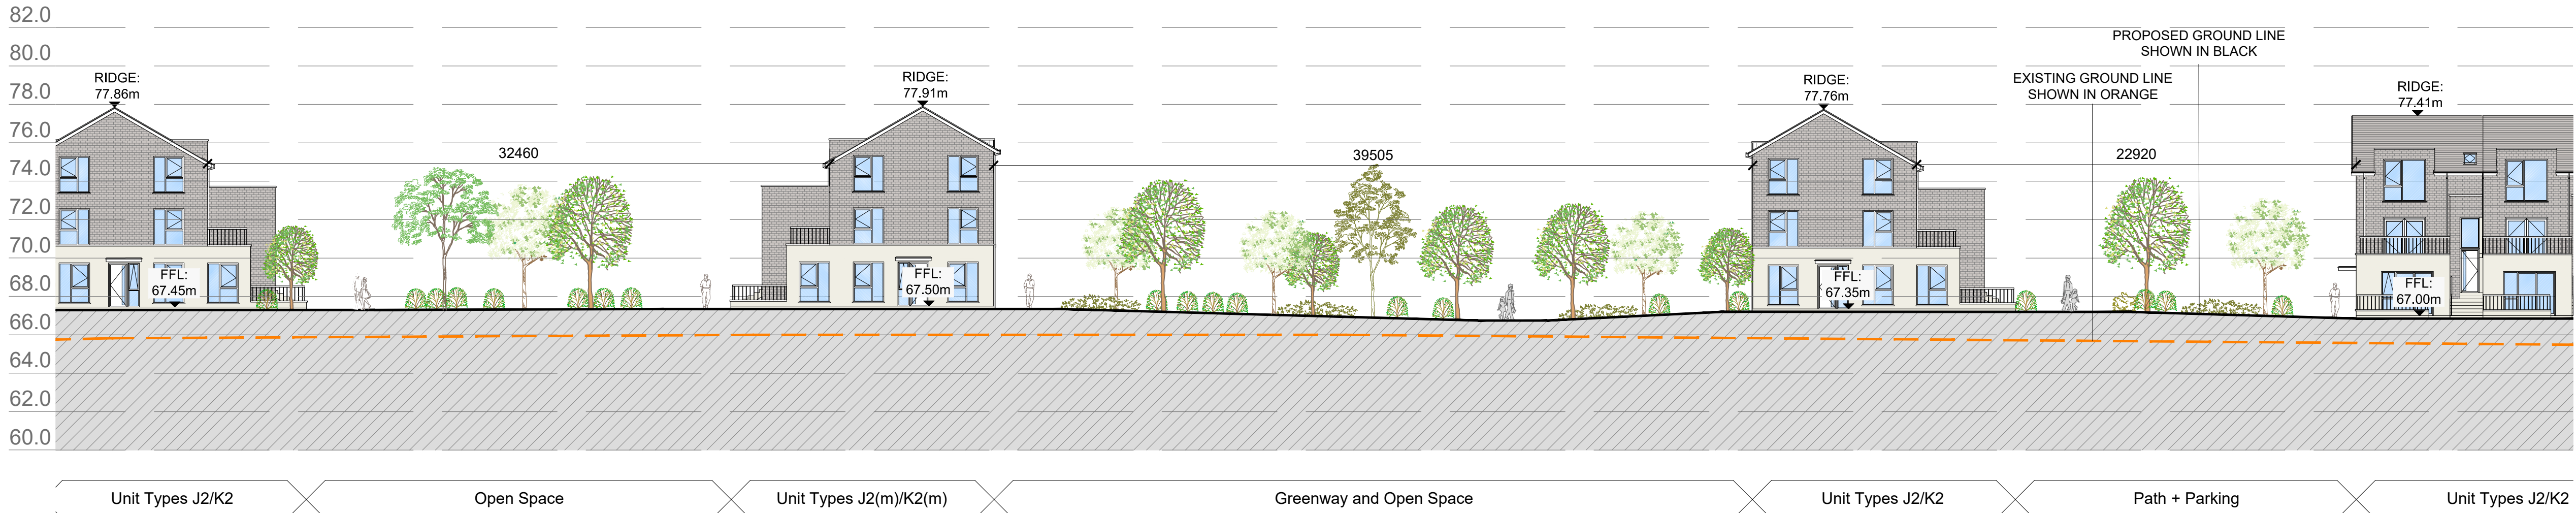 82.0
80.0
78.0
76.0
74.0
72.0
70.0
68.0
66.0
64.0
62.0
60.0
RIDGE:
77.86m
RIDGE:
77.91m
RIDGE:
77.76m
EXISTING GROUND LINE
SHOWN IN ORANGE
PROPOSED GROUND LINE
SHOWN IN BLACK
RIDGE:
77.41m
32460
39505
22920
FFL:
67.45m
FFL:
67.50m
FFL:
67.35m
FFL:
67.00m
Unit Types J2/K2
Open Space
Unit Types J2(m)/K2(m)
Greenway and Open Space
Unit Types J2/K2
Path + Parking
Unit Types J2/K2